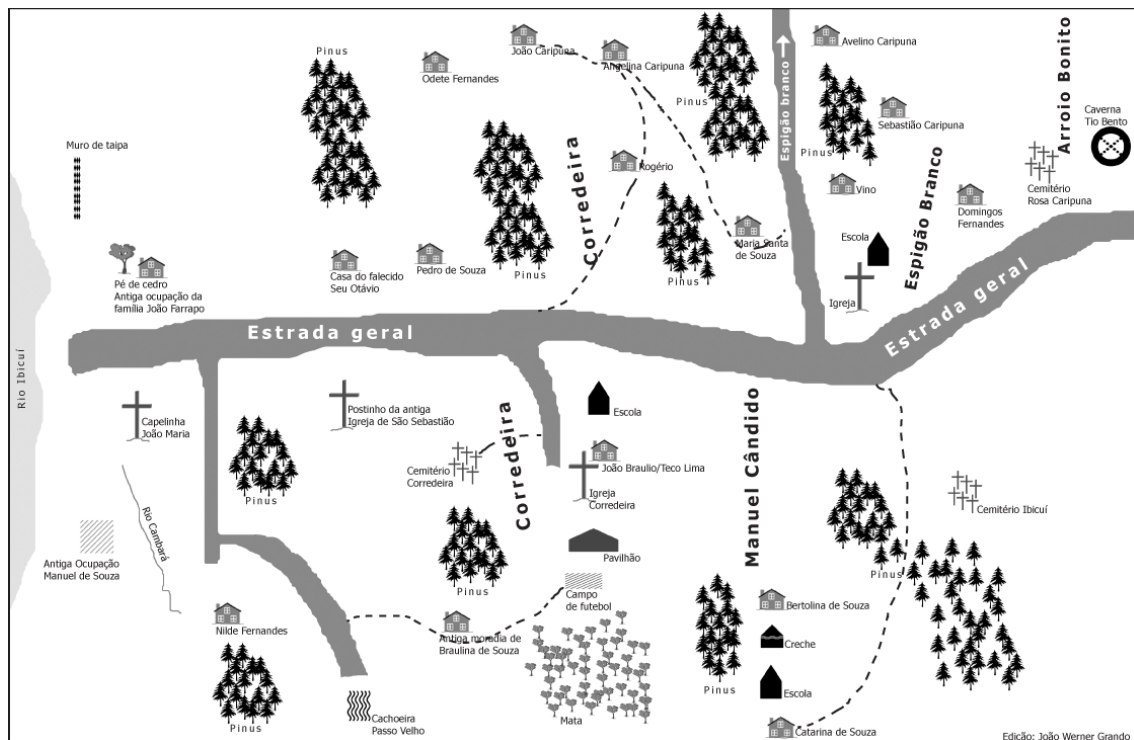 João Caripuna
Angelina Caripuna
Odete Fernandes
Pinus
Avelino Caripuna
Espigão branco
Pinus
Sebastião Caripuna
Pinus
Arroio Bonito
Caverna
Tio Bento
Cemitério
Rosa Caripuna
Muro de taipa
Rogério
Corredeira
Vino
Espigão Branco
Domingos
Fernandes
Escola
Igreja
Maria Santa
de Souza
Pinus
Pinus
Pedro de Souza
Casa do falecido
Seu Otávio
Pé de cedro
Antiga ocupação da
família João Farrapo
Rio Ibicuí
Estrada geral
Estrada geral
Capelinha
João Maria
Postinho da antiga
Igreja de São Sebastião
Escola
Corredeira
Cemitério
Corredeira
João Braulio/Teco Lima
Igreja
Corredeira
Manuel Cândido
Cemitério Ibicuí
Pinus
Rio Cambará
Antiga Ocupação
Manuel de Souza
Pavilhão
Pinus
Pinus
Campo
de futebol
Nilde Fernandes
Antiga moradia de
Braulina de Souza
Bertolina de Souza
Creche
Escola
Pinus
Pinus
Cachoeira
Passo Velho
Mata
Catarina de Souza
Edição: João Werner Grando